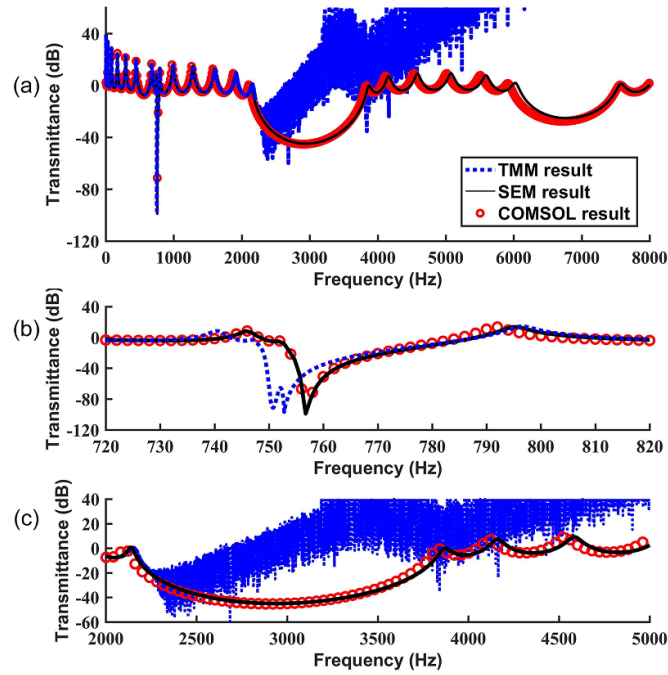 (a)
Transmittance (dB)
40
0
-40
-80
-120
TMM result
SEM result
COMSOL result
0 1000 2000 3000 4000 5000 6000 7000 8000
Frequency (Hz)
(b)
Transmittance (dB)
40
0
-40
-80
-120
720 730 740 750 760 770 780 790 800 810 820
Frequency (Hz)
(c)
Transmittance (dB)
40
20
0
-20
-40
-60
2000 2500 3000 3500 4000 4500 5000
Frequency (Hz)